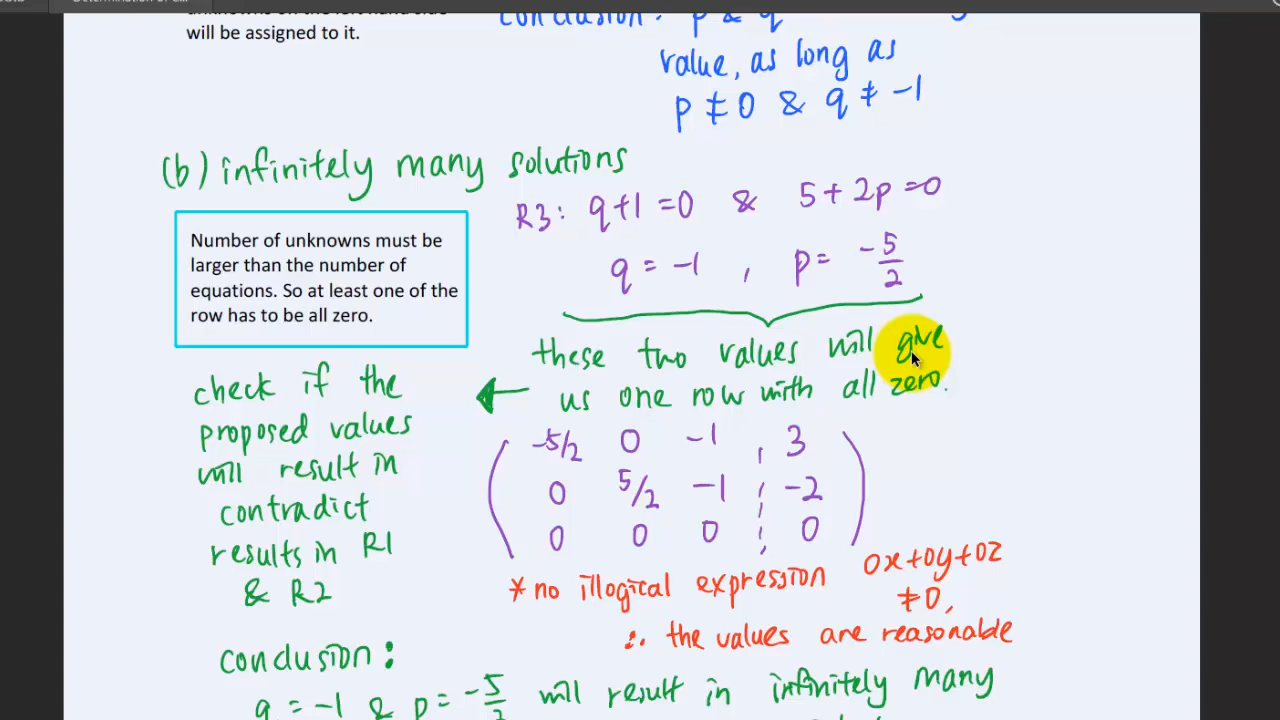 will be assigned to it.
value, as long as
p ≠ 0 & q ≠ -1
(b) infinitely many solutions
R3: q+1 =0 & 5+2p=0
q = -1 , p= -5/2
Number of unknowns must be
larger than the number of
equations. So at least one of the
row has to be all zero.
these two values will give
us one row with all zero.
check if the
proposed values
will result in
contradict
results in R1
& R2
-5/2 0 -1 ¦ 3
0 5/2 -1 ¦ -2
0 0 0 ¦ 0
*no illogical expression 0x+0y+0z
≠0,
∴ the values are reasonable
conclusion:
q = -1 & p= -5/2 will result in infinitely many